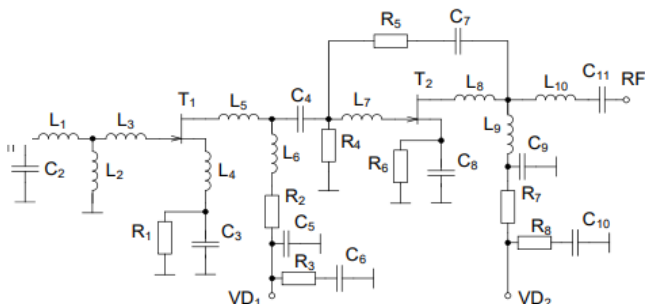 R5 C7
T1 T2 L8 L10 C11 RF
L1 L3 L5 C4 L7 L9
C2 L2 L4 L6 R4 R6 C8 C9
R1 C3 R2 R7
C5 R8 C10
R3 C6
VD1 VD2